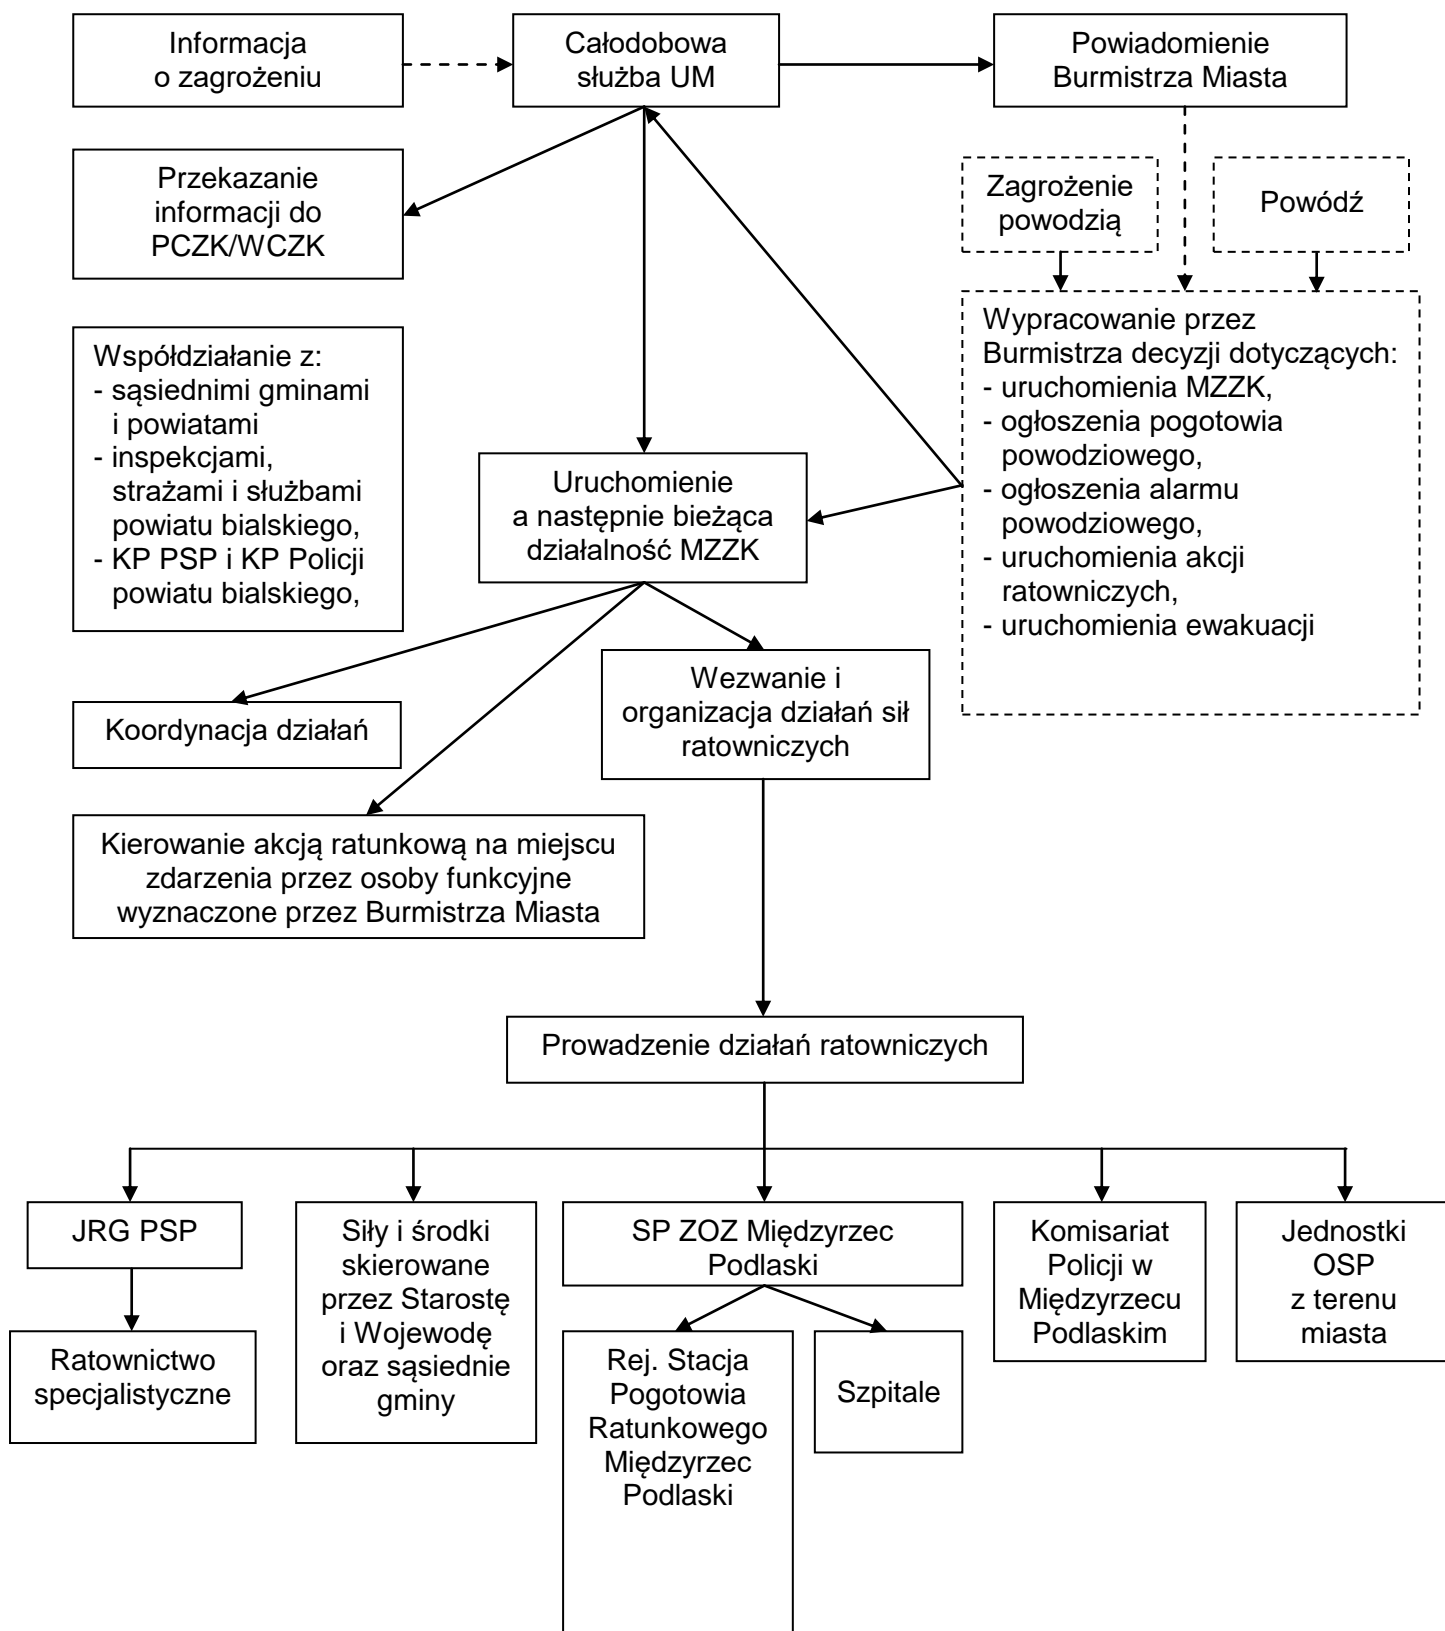 Informacja
o zagrożeniu
Całodobowa
służba UM
Powiadomienie
Burmistrza Miasta
Przekazanie
informacji do
PCZK/WCZK
Zagrożenie
powodzią
Powódź
Współdziałanie z:
- sąsiednimi gminami
i powiatami
- inspekcjami,
strażami i służbami
powiatu bialskiego,
- KP PSP i KP Policji
powiatu bialskiego,
Wypracowanie przez
Burmistrza decyzji dotyczących:
- uruchomienia MZZK,
- ogłoszenia pogotowia
powodziowego,
- ogłoszenia alarmu
powodziowego,
- uruchomienia akcji
ratowniczych,
- uruchomienia ewakuacji
Uruchomienie
a następnie bieżąca
działalność MZZK
Koordynacja działań
Wezwanie i
organizacja działań sił
ratowniczych
Kierowanie akcją ratunkową na miejscu
zdarzenia przez osoby funkcyjne
wyznaczone przez Burmistrza Miasta
Prowadzenie działań ratowniczych
JRG PSP
Ratownictwo
specjalistyczne
Siły i środki
skierowane
przez Starostę
i Wojewodę
oraz sąsiednie
gminy
SP ZOZ Międzyrzec
Podlaski
Rej. Stacja
Pogotowia
Ratunkowego
Międzyrzec
Podlaski
Szpitale
Komisariat
Policji w
Międzyrzecu
Podlaskim
Jednostki
OSP
z terenu
miasta